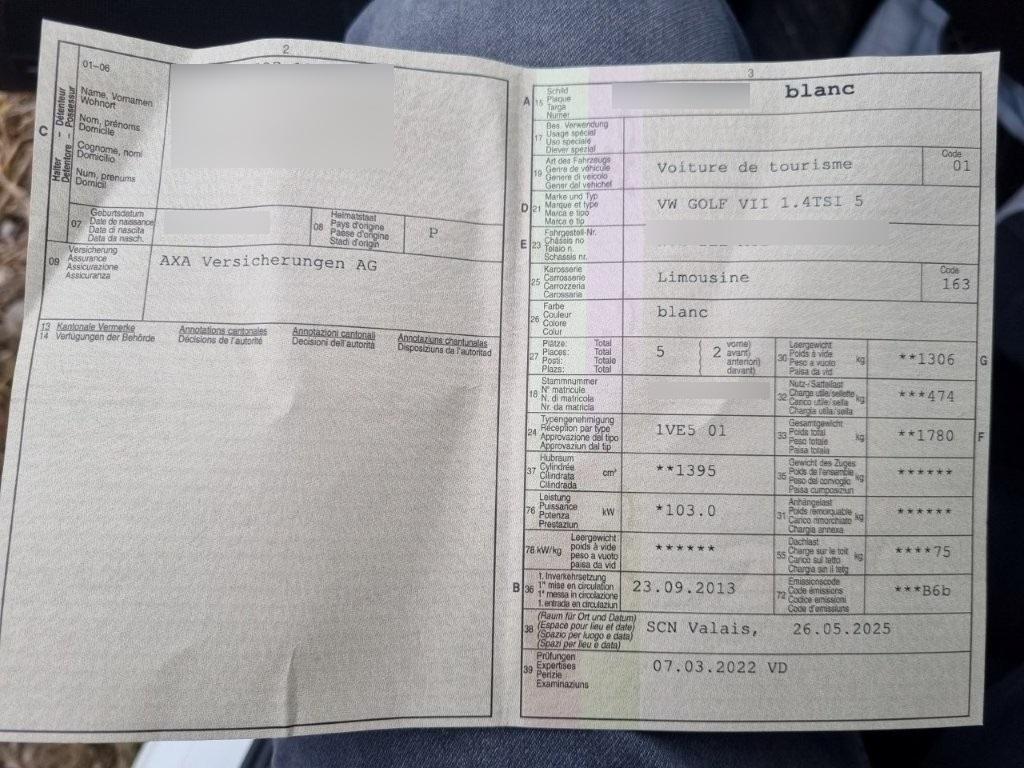 2
01-06
Name, Vornamen
Wohnort
Nom, prénoms
Domicile
Cognome, nomi
Domicilio
Num, prenums
Domicil
C
Halter – Détenteur
Detentore – Possessur
07
Geburtsdatum
Date de naissance
Data di nascita
Data da nasch.
08
Heimatstaat
Pays d'origine
Paese d'origine
Stadi d'origin
P
09
Versicherung
Assurance
Assicurazione
Assicuranza
AXA Versicherungen AG
13 Kantonale Vermerke
14 Verfügungen der Behörde
Annotations cantonales
Décisions de l'autorité
Annotazioni cantonali
Decisioni dell'autorità
Annotaziuns chantunalas
Disposiziuns da l'autoritad
3
A 15
Schild
Plaque
Targa
Numer
blanc
17
Bes. Verwendung
Usage spécial
Uso speciale
Diever spezial
19
Art des Fahrzeugs
Genre de véhicule
Genere di veicolo
Gener dal vehichel
Voiture de tourisme
Code
01
D 21
Marke und Typ
Marque et type
Marca e tipo
Marca e tip
VW GOLF VII 1.4TSI 5
E 23
Fahrgestell-Nr.
Châssis no
Telaio n.
Schassis nr.
25
Karosserie
Carrosserie
Carrozzeria
Carossaria
Limousine
Code
163
26
Farbe
Couleur
Colore
Colur
blanc
27
Plätze: Total
Places: Total
Posti: Totale
Plazs: Total
5
2
vorne)
avant)
anteriori)
davant)
30
Leergewicht
Poids à vide
Peso a vuoto
Paisa da vid
kg
**1306
G
18
Stammnummer
N° matricule
N. di matricola
Nr. da matricla
32
Nutz-/Sattellast
Charge utile/sellette
Carico utile/sella
Chargia utila/sella
kg
***474
24
Typengenehmigung
Réception par type
Approvazione del tipo
Approvaziun dal tip
1VE5 01
33
Gesamtgewicht
Poids total
Peso totale
Paisa totala
kg
**1780
F
37
Hubraum
Cylindrée
Cilindrata
Cilindrada
cm³
**1395
35
Gewicht des Zuges
Poids de l'ensemble
Peso del convoglio
Paisa cumposiziun
kg
******
76
Leistung
Puissance
Potenza
Prestaziun
kW
*103.0
31
Anhängelast
Poids remorquable
Carico rimorchiato
Chargia annexa
kg
******
78 kW/kg
Leergewicht
poids à vide
peso a vuoto
paisa da vid
******
55
Dachlast
Charge sur le toit
Carico sul tetto
Chargia sin il tetg
kg
****75
B 36
1. Inverkehrsetzung
1re mise en circulation
1a messa in circolazione
1. entrada en circulaziun
23.09.2013
72
Emissionscode
Code émissions
Codice emissioni
Code d'emissiuns
***B6b
38
(Raum für Ort und Datum)
(Espace pour lieu et date)
(Spazio per luogo e data)
(Spazi per lieu e data)
SCN Valais, 26.05.2025
39
Prüfungen
Expertises
Perizie
Examinaziuns
07.03.2022 VD